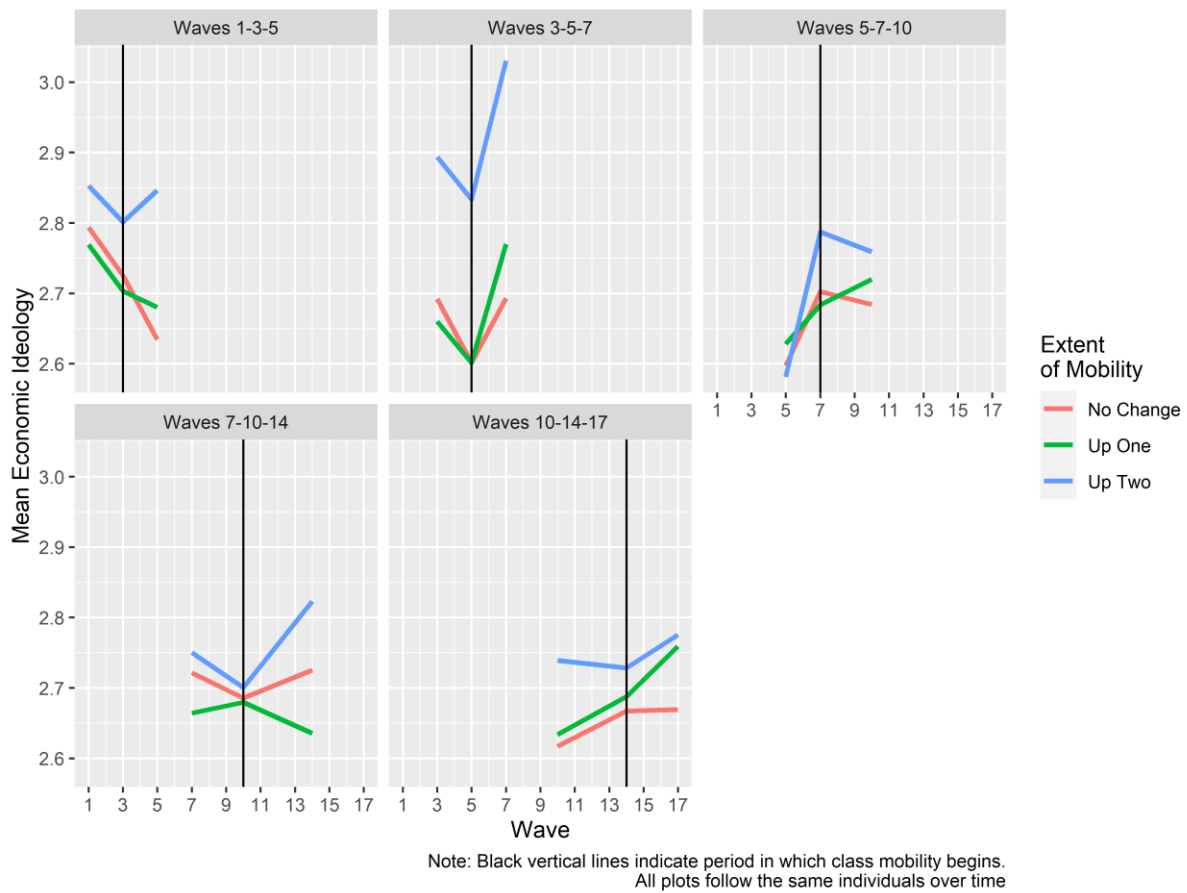 Waves 1-3-5
Waves 3-5-7
Waves 5-7-10
3.0
2.9
2.8
2.7
2.6
1 3 5 7 9 11 13 15 17
Waves 7-10-14
Waves 10-14-17
3.0
2.9
2.8
2.7
2.6
1 3 5 7 9 11 13 15 17
1 3 5 7 9 11 13 15 17
Mean Economic Ideology
Wave
Extent
of Mobility
No Change
Up One
Up Two
Note: Black vertical lines indicate period in which class mobility begins.
All plots follow the same individuals over time